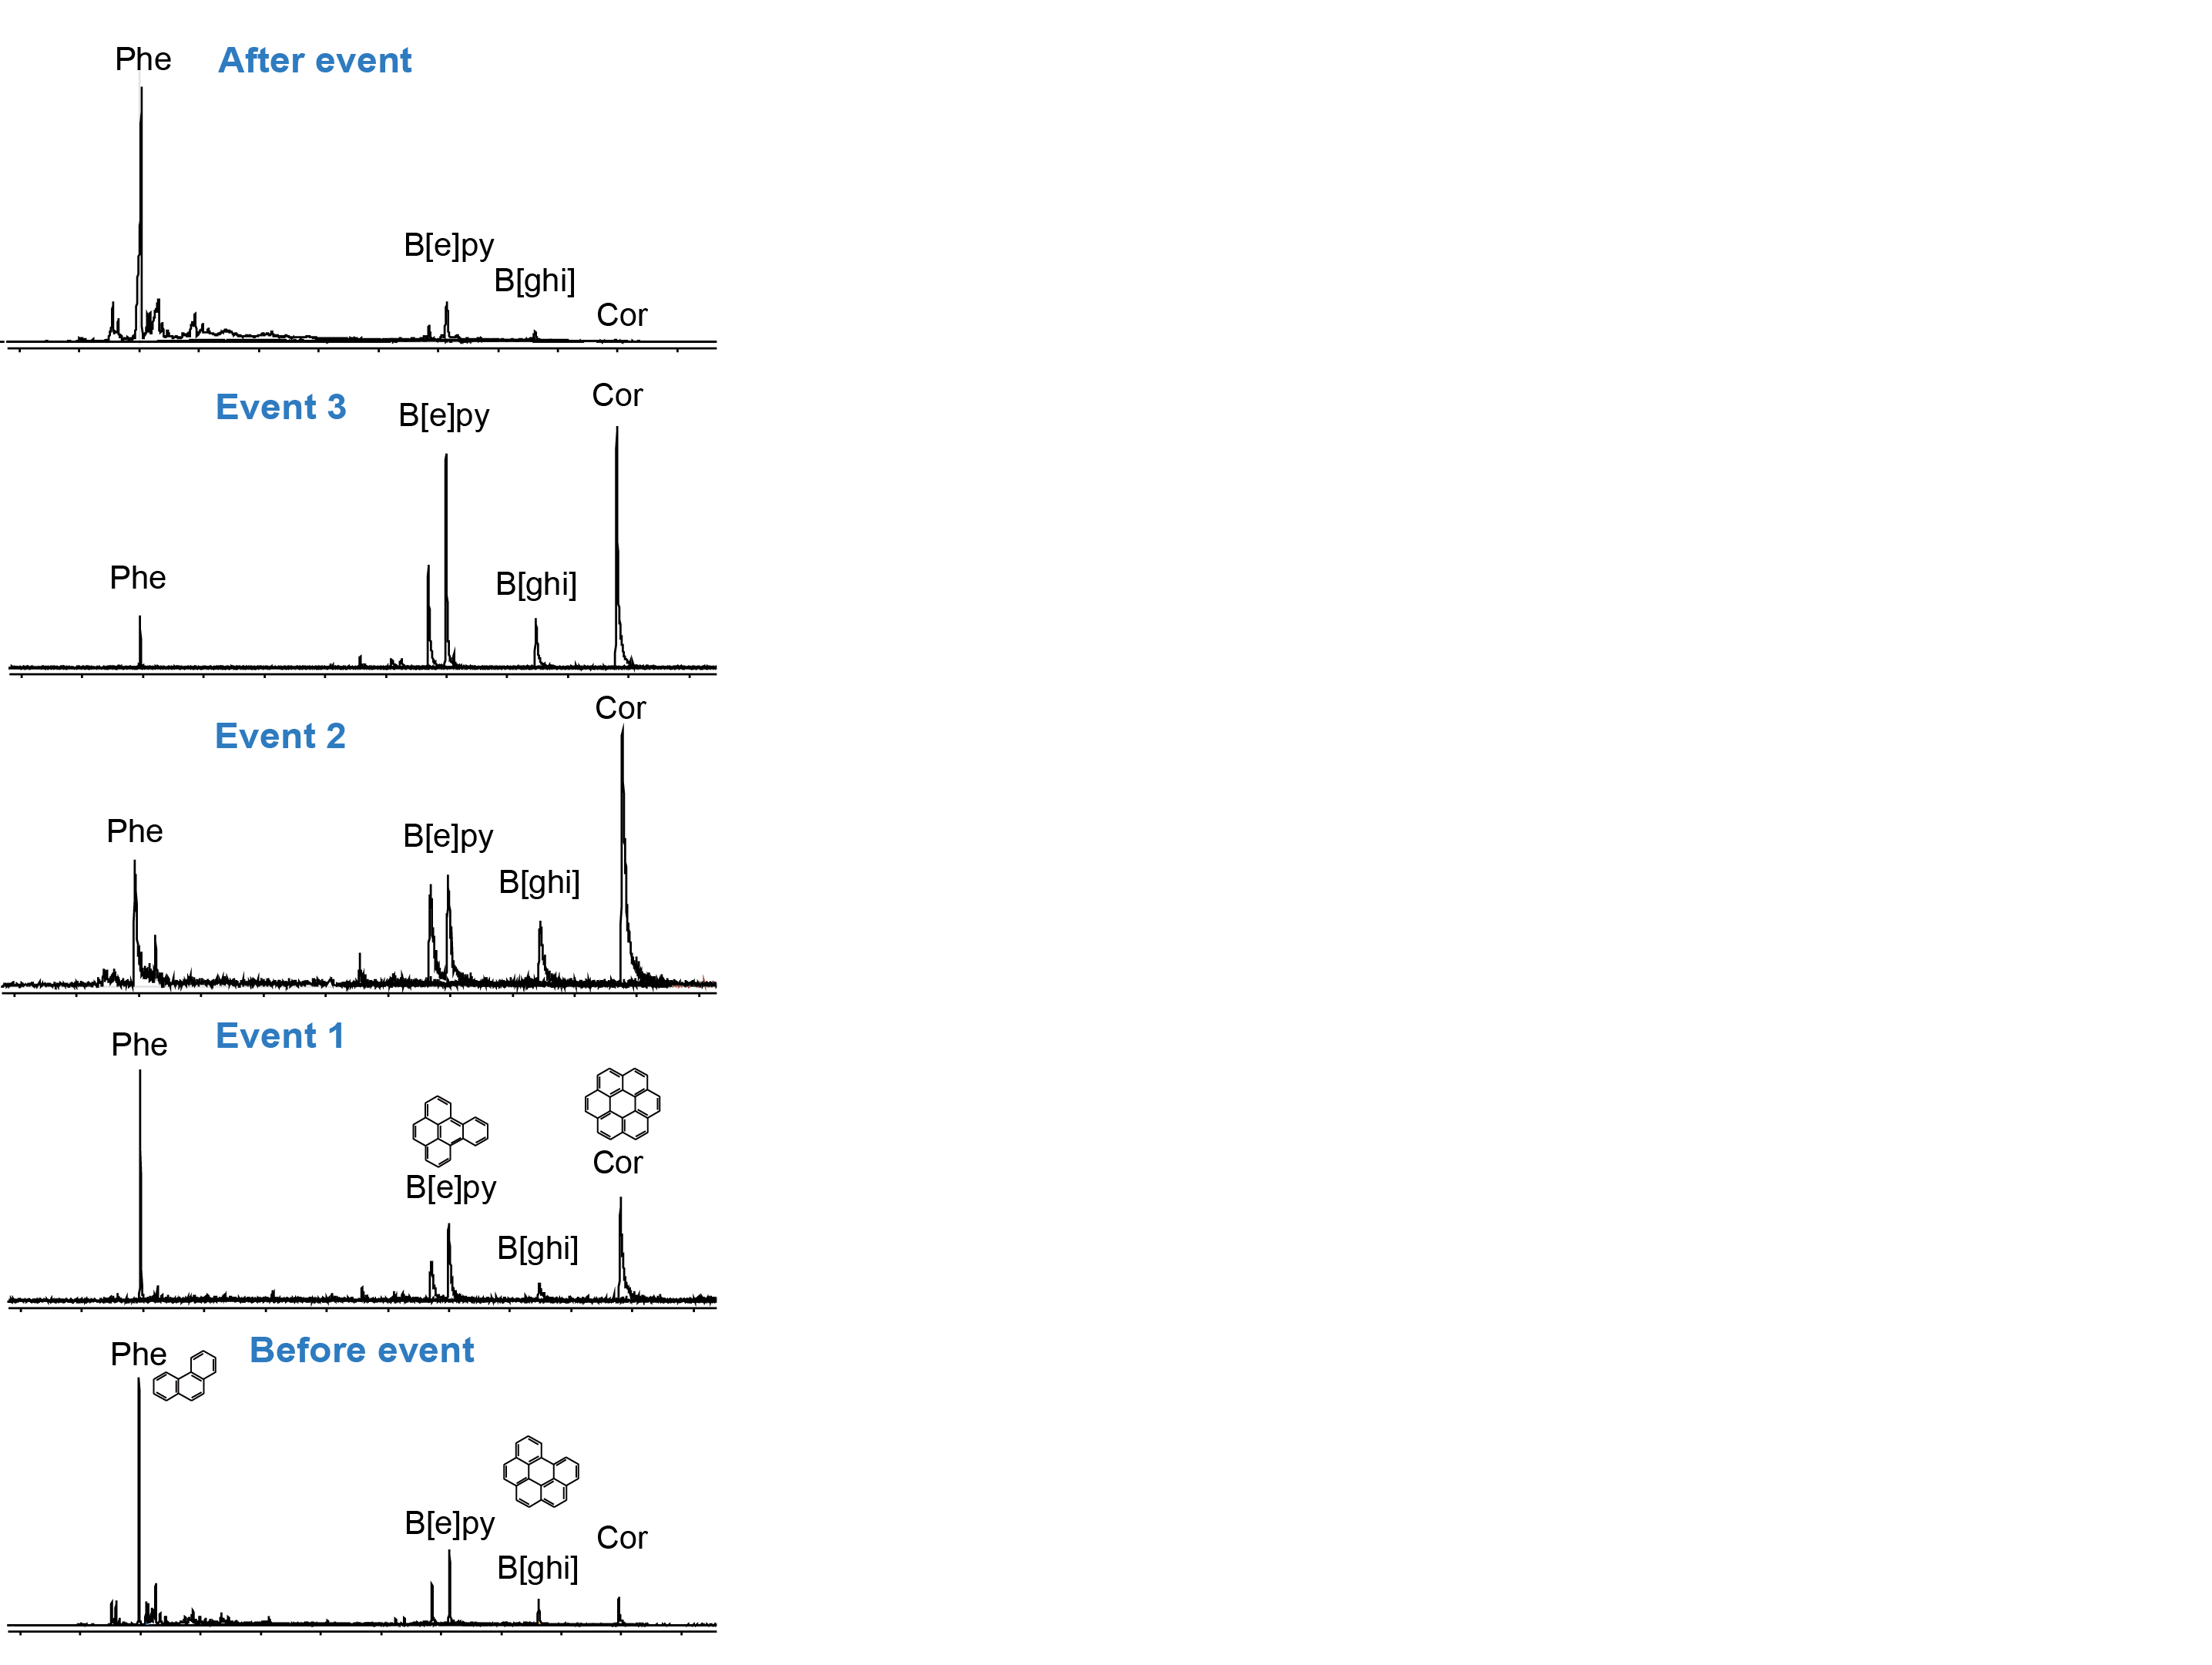 Phe
After event
B[e]py
B[ghi]
Cor
Event 3
Cor
B[e]py
Phe
B[ghi]
Cor
Event 2
Phe
B[e]py
B[ghi]
Event 1
Phe
Cor
B[e]py
B[ghi]
Before event
Phe
B[e]py
Cor
B[ghi]